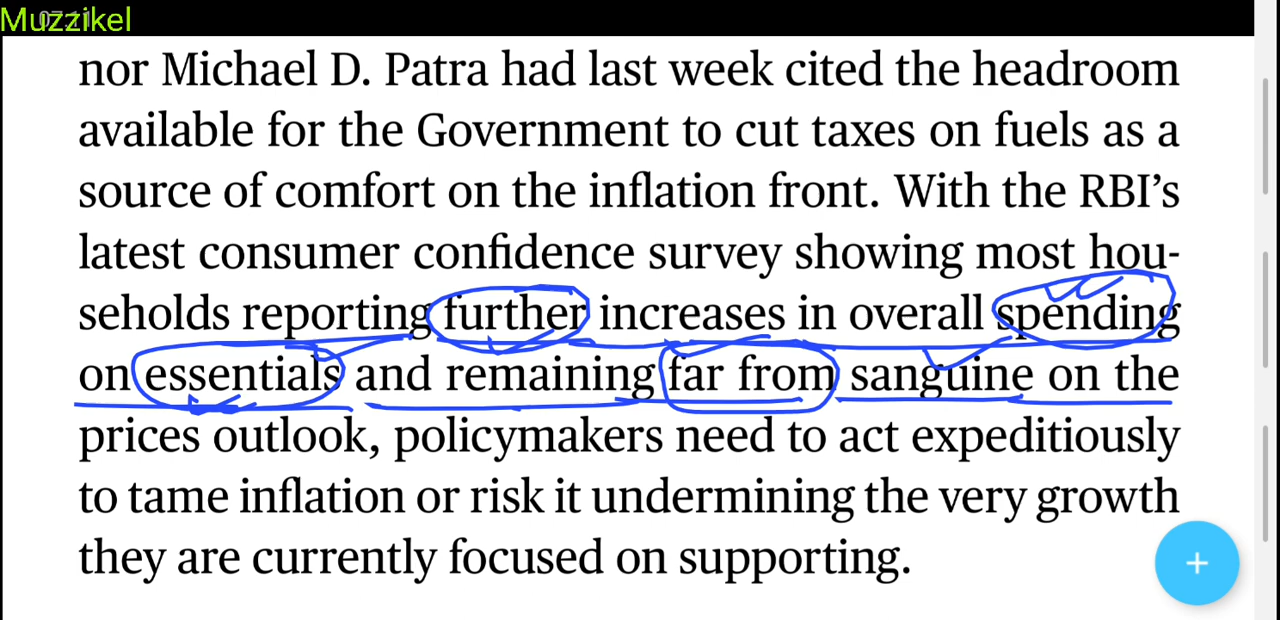 Muzzikel
nor Michael D. Patra had last week cited the headroom
available for the Government to cut taxes on fuels as a
source of comfort on the inflation front. With the RBI’s
latest consumer confidence survey showing most hou-
seholds reporting further increases in overall spending
on essentials and remaining far from sanguine on the
prices outlook, policymakers need to act expeditiously
to tame inflation or risk it undermining the very growth
they are currently focused on supporting.
+